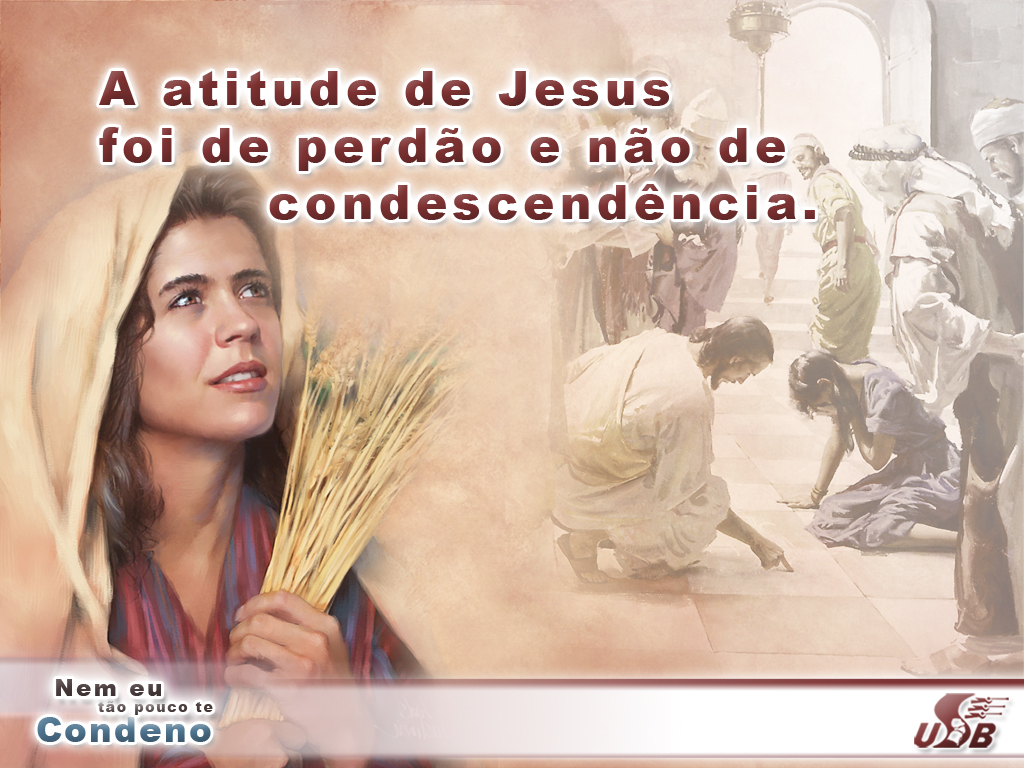 A atitude de Jesus
foi de perdão e não de
condescendência.
Nem eu
tão pouco te
Condeno
USB